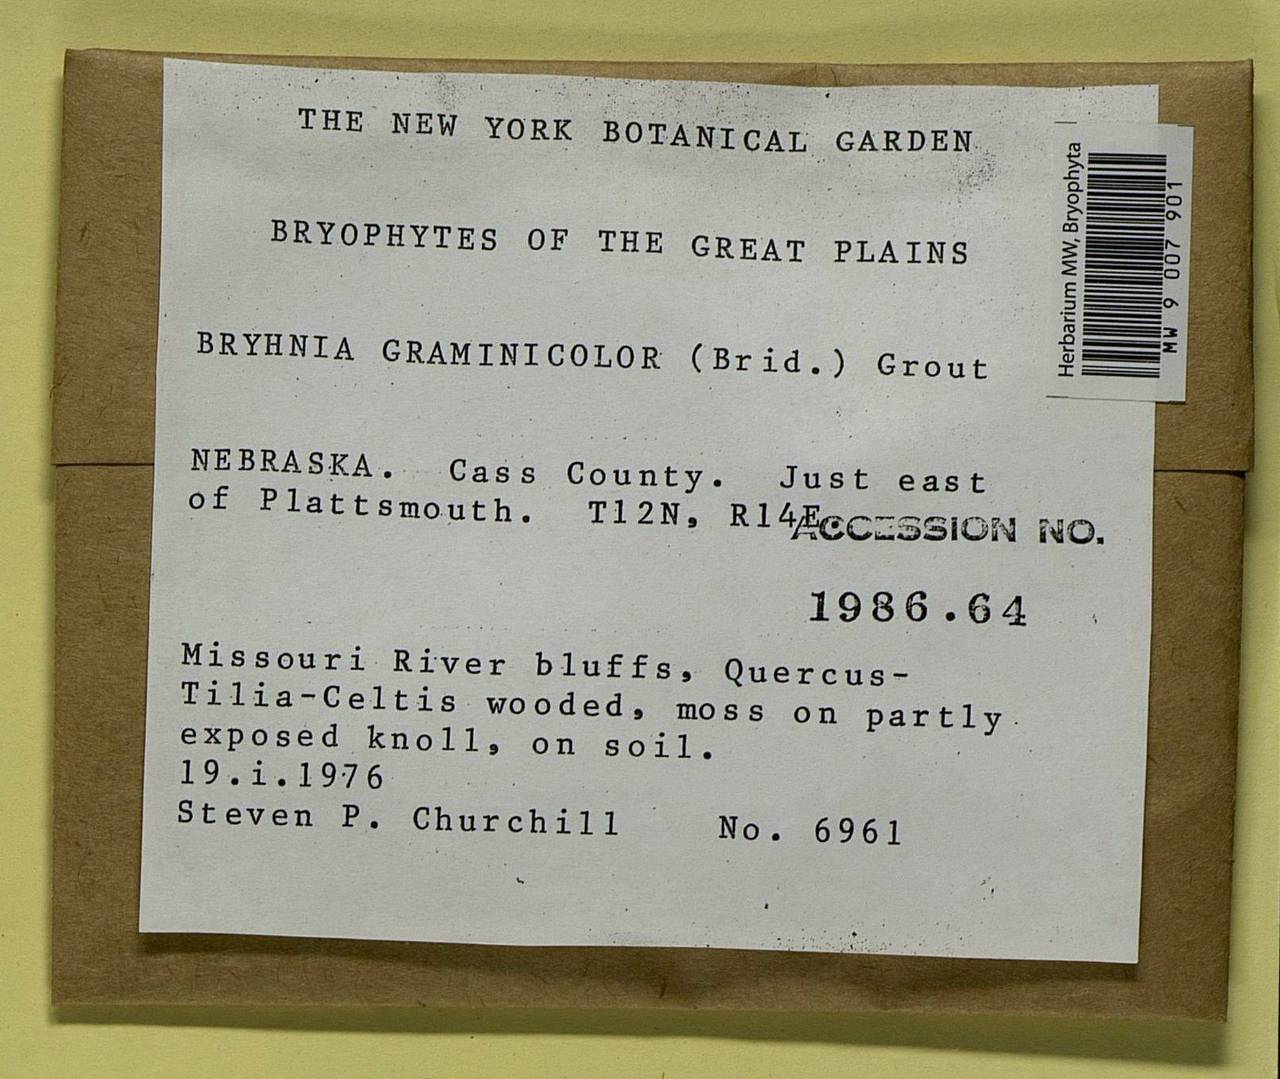 THE NEW YORK BOTANICAL GARDEN
BRYOPHYTES OF THE GREAT PLAINS
BRYHNIA GRAMINICOLOR (Brid.) Grout
NEBRASKA. Cass County. Just east
of Plattsmouth. T12N, R14E
ACCESSION NO.
1986.64
Missouri River bluffs, Quercus-
Tilia-Celtis wooded, moss on partly
exposed knoll, on soil.
19.i.1976
Steven P. Churchill No. 6961
Herbarium MW, Bryophyta
MW 9 007 901